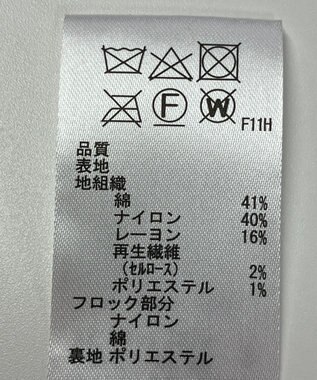 F W F11H
品質
表地
地組織
綿 41%
ナイロン 40%
レーヨン 16%
再生繊維
(セルロース) 2%
ポリエステル 1%
フロック部分
ナイロン
綿
裏地 ポリエステル